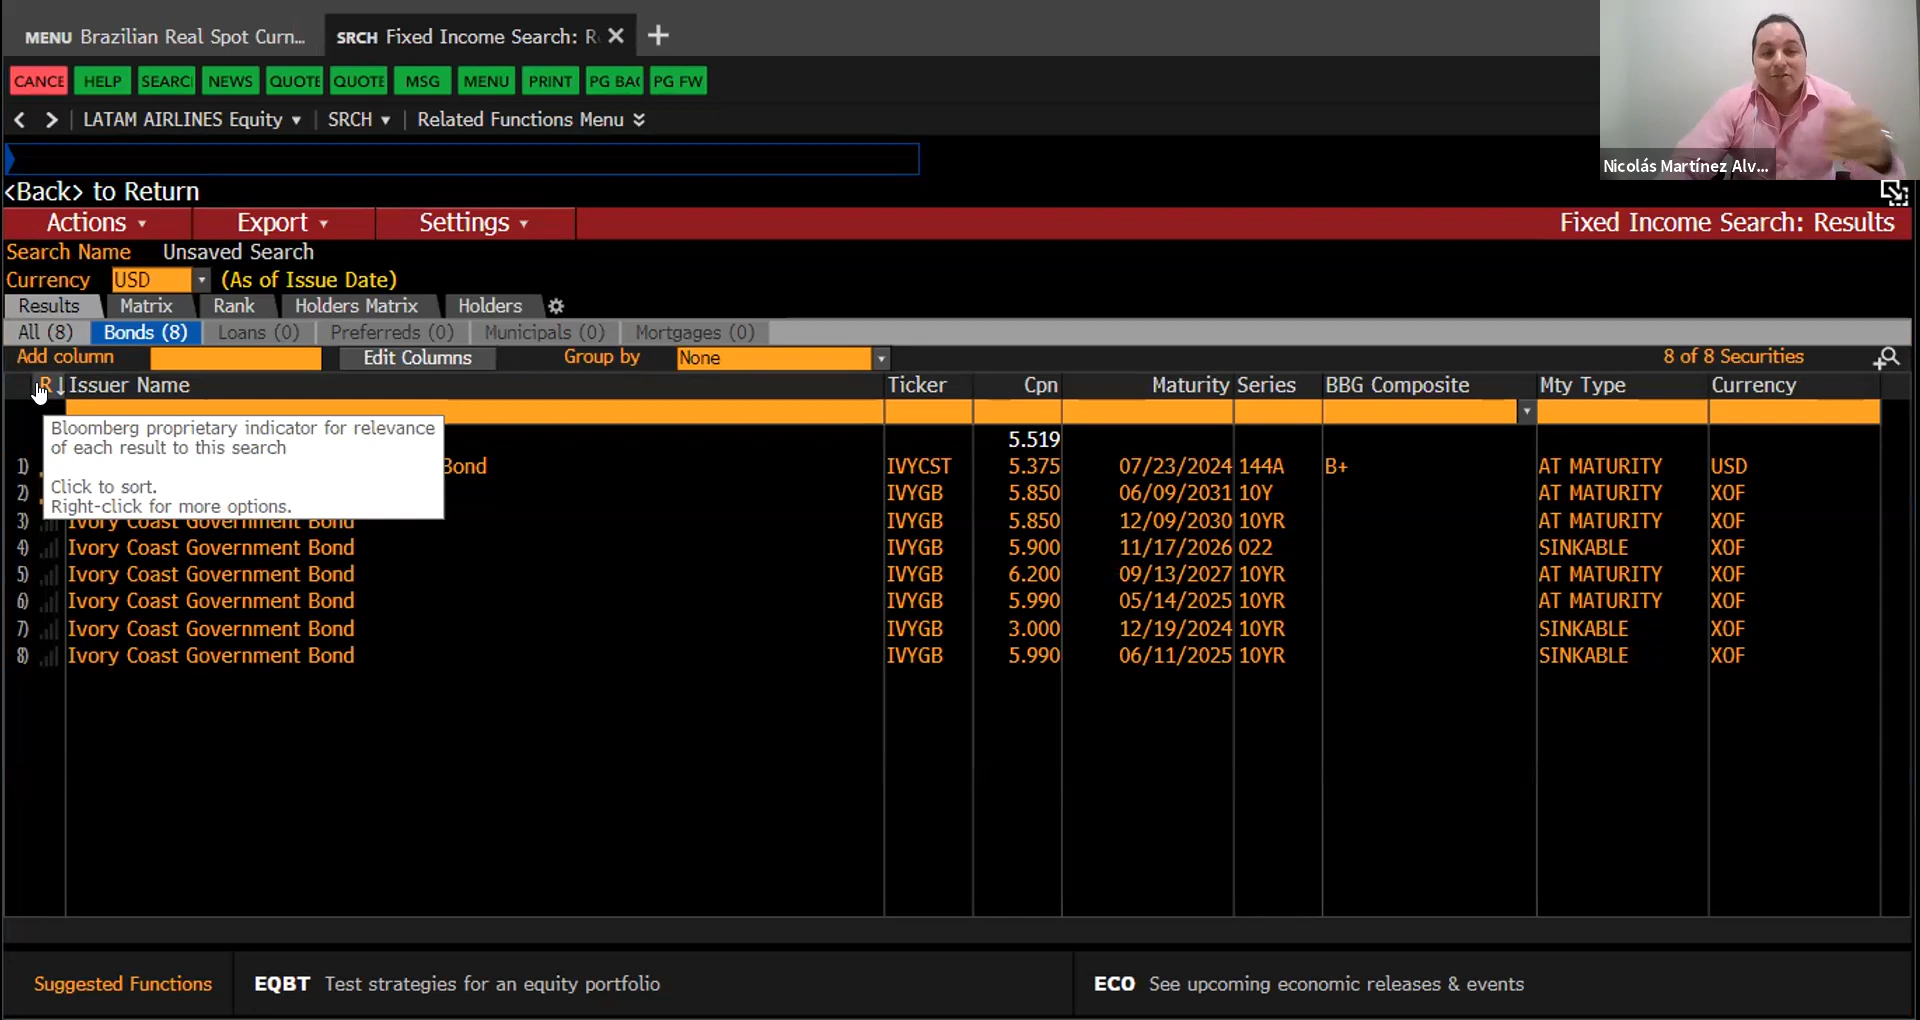 MENU Brazilian Real Spot Curn... SRCH Fixed Income Search: R
CANCE HELP SEARC NEWS QUOTE QUOTE MSG MENU PRINT PG BA PG FW
LATAM AIRLINES Equity SRCH Related Functions Menu
Nicolás Martínez Alv...
<Back> to Return
Actions Export Settings Fixed Income Search: Results
Search Name Unsaved Search
Currency USD (As of Issue Date)
Results Matrix Rank Holders Matrix Holders
All (8) Bonds (8) Loans (0) Preferreds (0) Municipals (0) Mortgages (0)
Add column Edit Columns Group by None 8 of 8 Securities
R Issuer Name Ticker Cpn Maturity Series BBG Composite Mty Type Currency
Bloomberg proprietary indicator for relevance
of each result to this search
Click to sort.
Right-click for more options.
5.519
1) Bond IVYCST 5.375 07/23/2024 144A B+ AT MATURITY USD
2) IVYGB 5.850 06/09/2031 10Y AT MATURITY XOF
3) Ivory Coast Government Bond IVYGB 5.850 12/09/2030 10YR AT MATURITY XOF
4) Ivory Coast Government Bond IVYGB 5.900 11/17/2026 022 SINKABLE XOF
5) Ivory Coast Government Bond IVYGB 6.200 09/13/2027 10YR AT MATURITY XOF
6) Ivory Coast Government Bond IVYGB 5.990 05/14/2025 10YR AT MATURITY XOF
7) Ivory Coast Government Bond IVYGB 3.000 12/19/2024 10YR SINKABLE XOF
8) Ivory Coast Government Bond IVYGB 5.990 06/11/2025 10YR SINKABLE XOF
Suggested Functions EQBT Test strategies for an equity portfolio ECO See upcoming economic releases & events